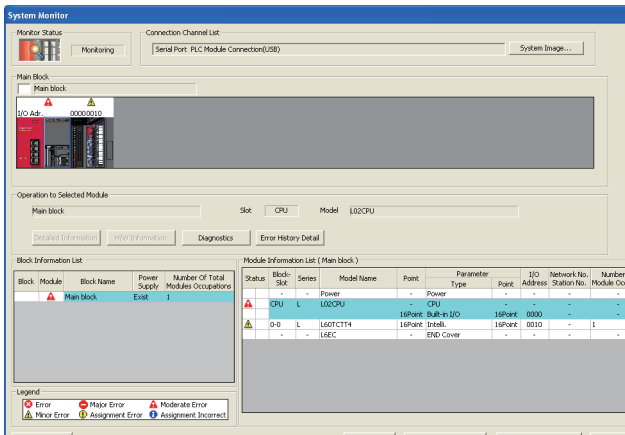 System Monitor
Monitor Status
Connection Channel List
Monitoring
Serial Port PLC Module Connection(USB)
System Image...
Main Block
Main block
I/O Adr.
00000010
Operation to Selected Module
Main block
Slot
CPU
Model
L02CPU
Detailed Information
H/W Information
Diagnostics
Error History Detail
Block Information List
Module Information List ( Main block )
Block Module Block Name Power Supply Number Of Total Modules Occupations
Main block Exist 1
Status Block-Slot Series Model Name Point Parameter Type Point I/O Address Network No. Station No. Number Module Occ
- - Power - Power - - - -
CPU L L02CPU - CPU - - - -
16Point Built-in I/O 16Point 0000 - -
0-0 L L60TCTT4 16Point Intelli. 16Point 0010 - 1
- - L6EC - END Cover - - - -
Legend
Error Major Error Moderate Error
Minor Error Assignment Error Assignment Incorrect